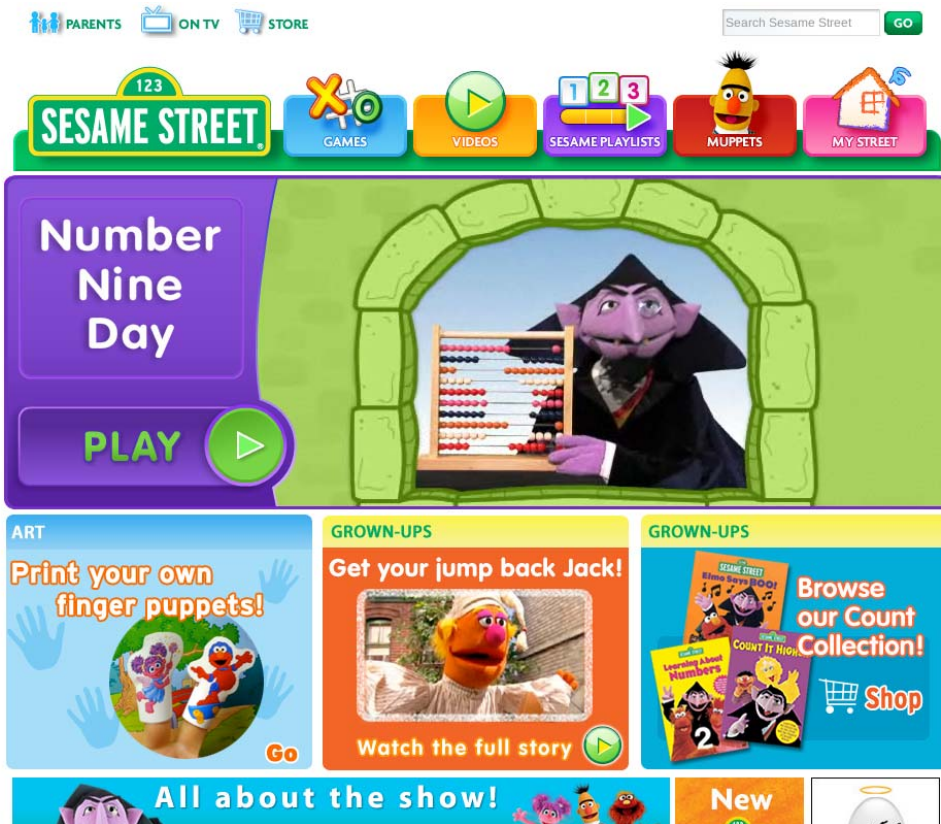 PARENTS
ON TV
STORE
Search Sesame Street
GO
123
SESAME STREET®
GAMES
VIDEOS
1 2 3
SESAME PLAYLISTS
MUPPETS
MY STREET
Number
Nine
Day
PLAY
ART
Print your own
finger puppets!
Go
GROWN-UPS
Get your jump back Jack!
Watch the full story
GROWN-UPS
SESAME STREET
Elmo Says BOO!
COUNT IT HIGH
Learning About
Numbers
2
Browse
our Count
Collection!
Shop
All about the show!
New